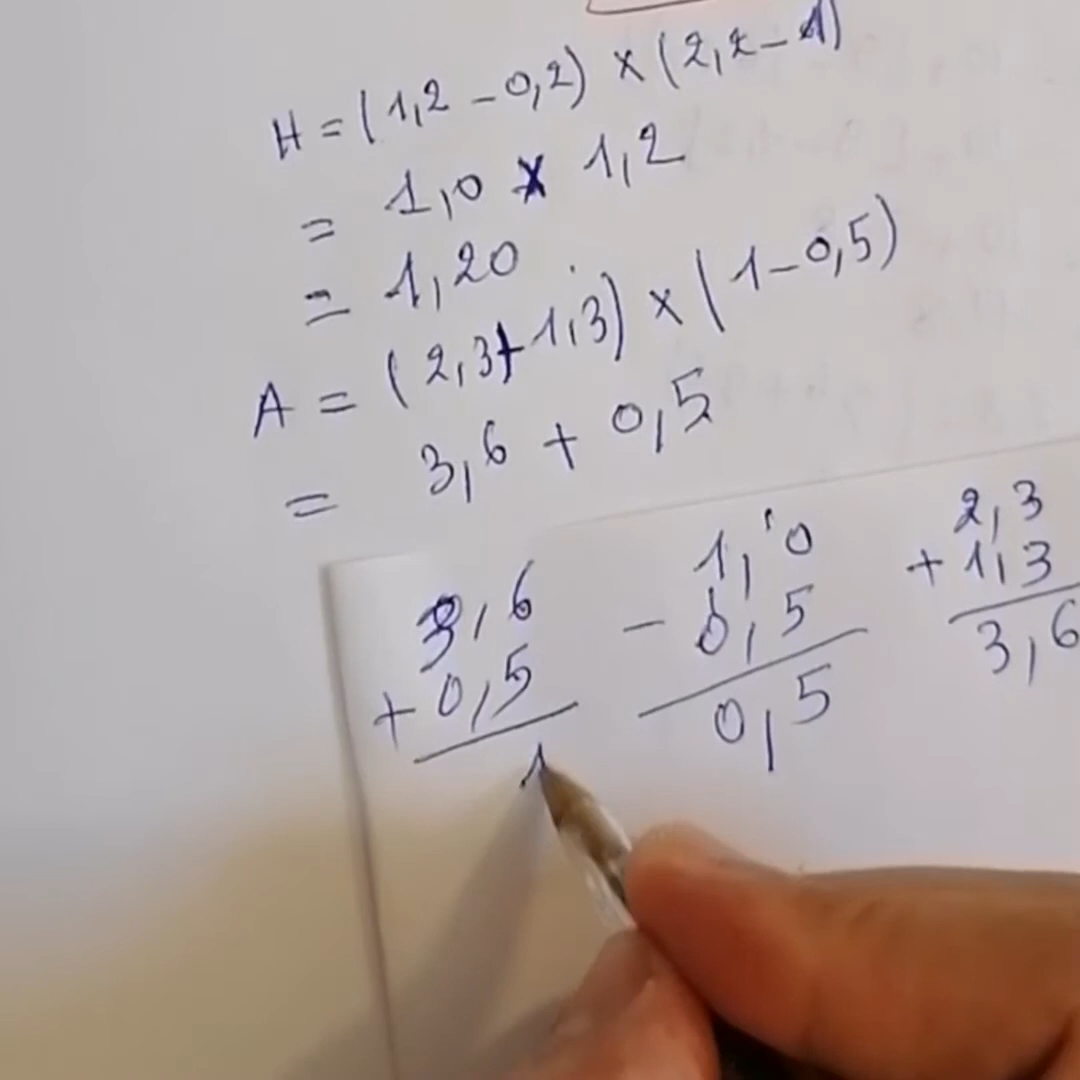 H = (1,2 - 0,2) × (2,2 - 1)
= 1,0 × 1,2
= 1,20
A = (2,3 + 1,3) × (1 - 0,5)
= 3,6 + 0,5
3,6
+ 0,5
1
1,10
- 0,5
0,5
2,3
+ 1,3
3,6